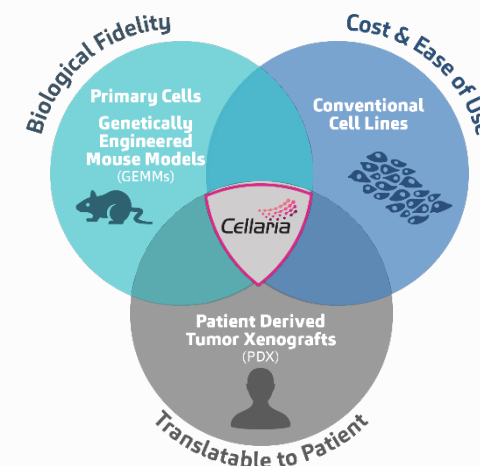 Biological Fidelity
Cost & Ease of Use
Primary Cells
Genetically
Engineered
Mouse Models
(GEMMs)
Conventional
Cell Lines
Cellaria
Patient Derived
Tumor Xenografts
(PDX)
Translatable to Patient